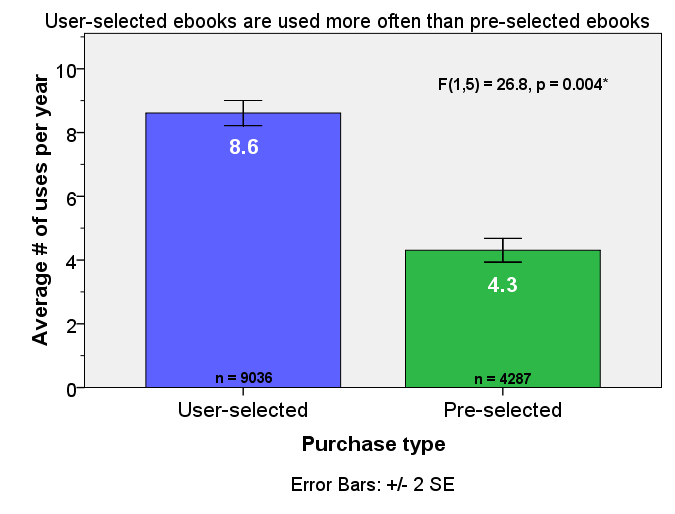 User-selected ebooks are used more often than pre-selected ebooks
Average # of uses per year
10
8
6
4
2
0
F(1,5) = 26.8, p = 0.004*
8.6
4.3
n = 9036
n = 4287
User-selected
Pre-selected
Purchase type
Error Bars: +/- 2 SE